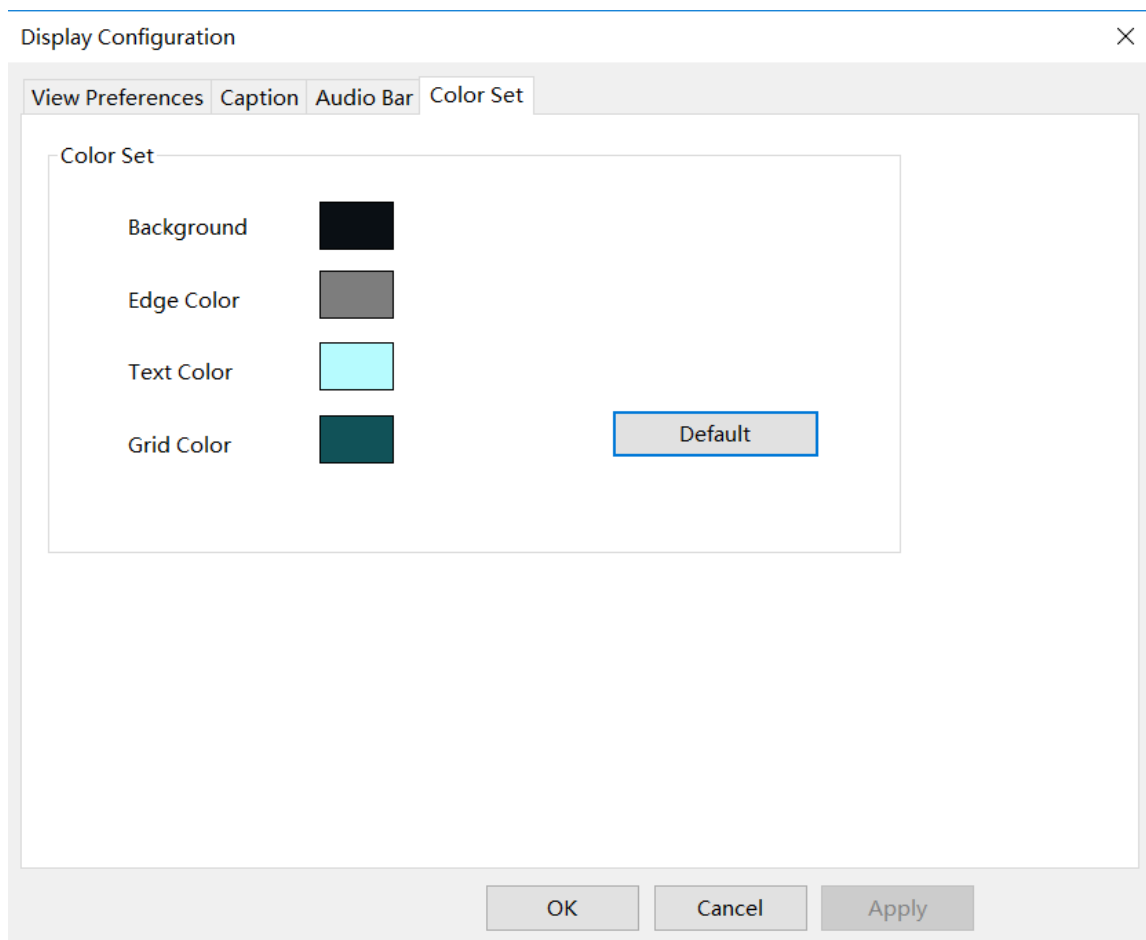 Display Configuration
View Preferences Caption Audio Bar Color Set
Color Set
Background
Edge Color
Text Color
Grid Color Default
OK Cancel Apply